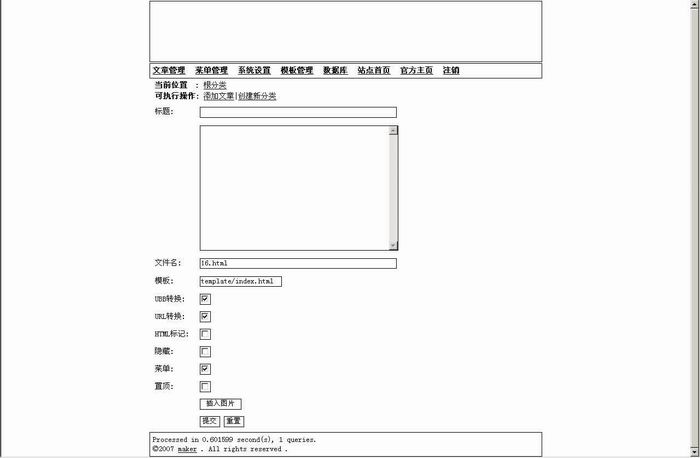 文章管理 菜单管理 系统设置 模板管理 数据库 站点首页 官方主页 注销
当前位置 : 根分类
可执行操作: 添加文章|创建新分类
标题:
文件名: 16.html
模板: template/index.html
UBB转换:
URL转换:
HTML标记:
隐藏:
菜单:
置顶:
插入图片
提交 重置
Processed in 0.601599 second(s), 1 queries.
©2007 maker . All rights reserved .